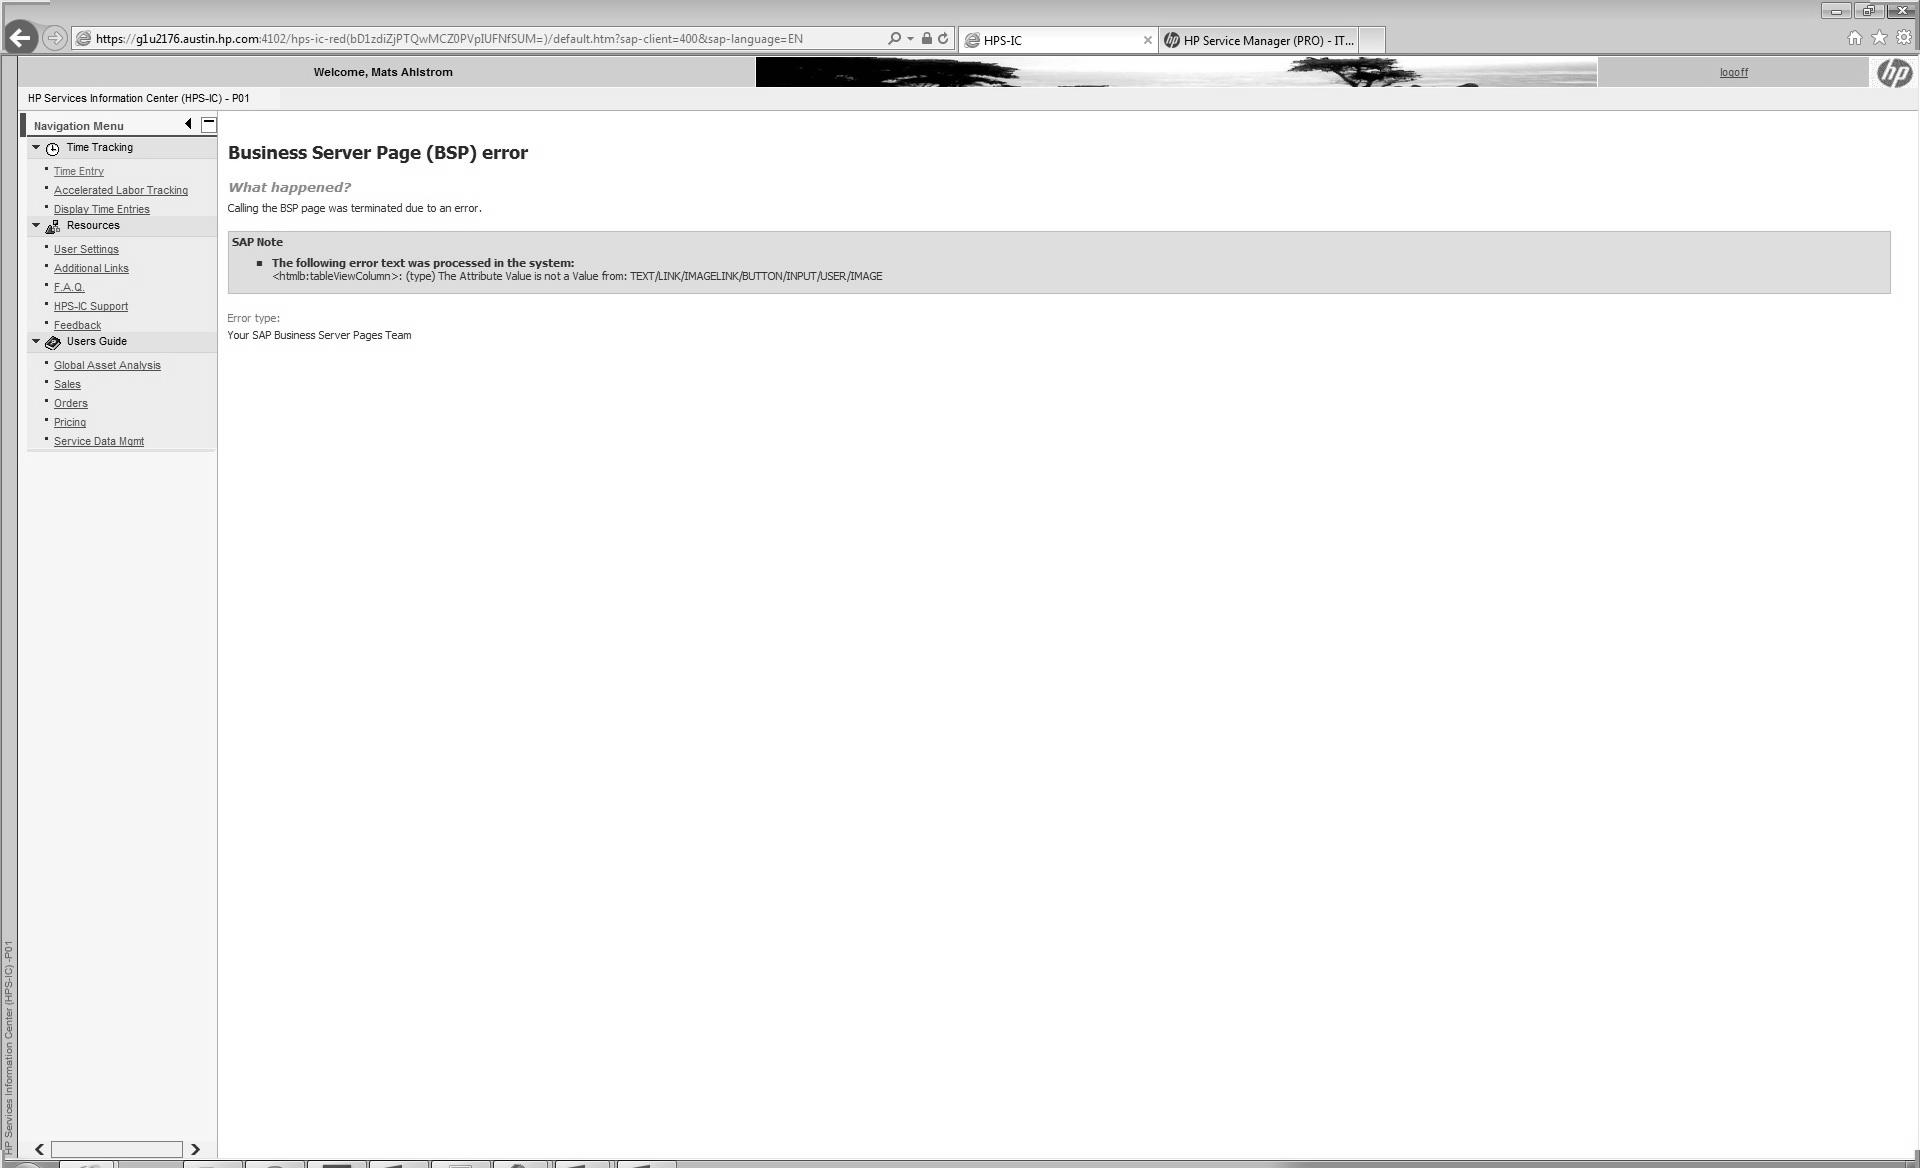 https://g1u2176.austin.hp.com:4102/hps-ic-red(bD1zdiZjPTQwMCZ0PVpIUFNfSUM=)/default.htm?sap-client=400&sap-language=EN
HPS-IC
HP Service Manager (PRO) - IT...
Welcome, Mats Ahlstrom
logoff
hp
HP Services Information Center (HPS-IC) - P01
Navigation Menu
Time Tracking
Time Entry
Accelerated Labor Tracking
Display Time Entries
Resources
User Settings
Additional Links
F.A.Q.
HPS-IC Support
Feedback
Users Guide
Global Asset Analysis
Sales
Orders
Pricing
Service Data Mgmt
Business Server Page (BSP) error
What happened?
Calling the BSP page was terminated due to an error.
SAP Note
The following error text was processed in the system:
<htmlb:tableViewColumn>: (type) The Attribute Value is not a Value from: TEXT/LINK/IMAGELINK/BUTTON/INPUT/USER/IMAGE
Error type:
Your SAP Business Server Pages Team
HP Services Information Center (HPS-IC) -P01